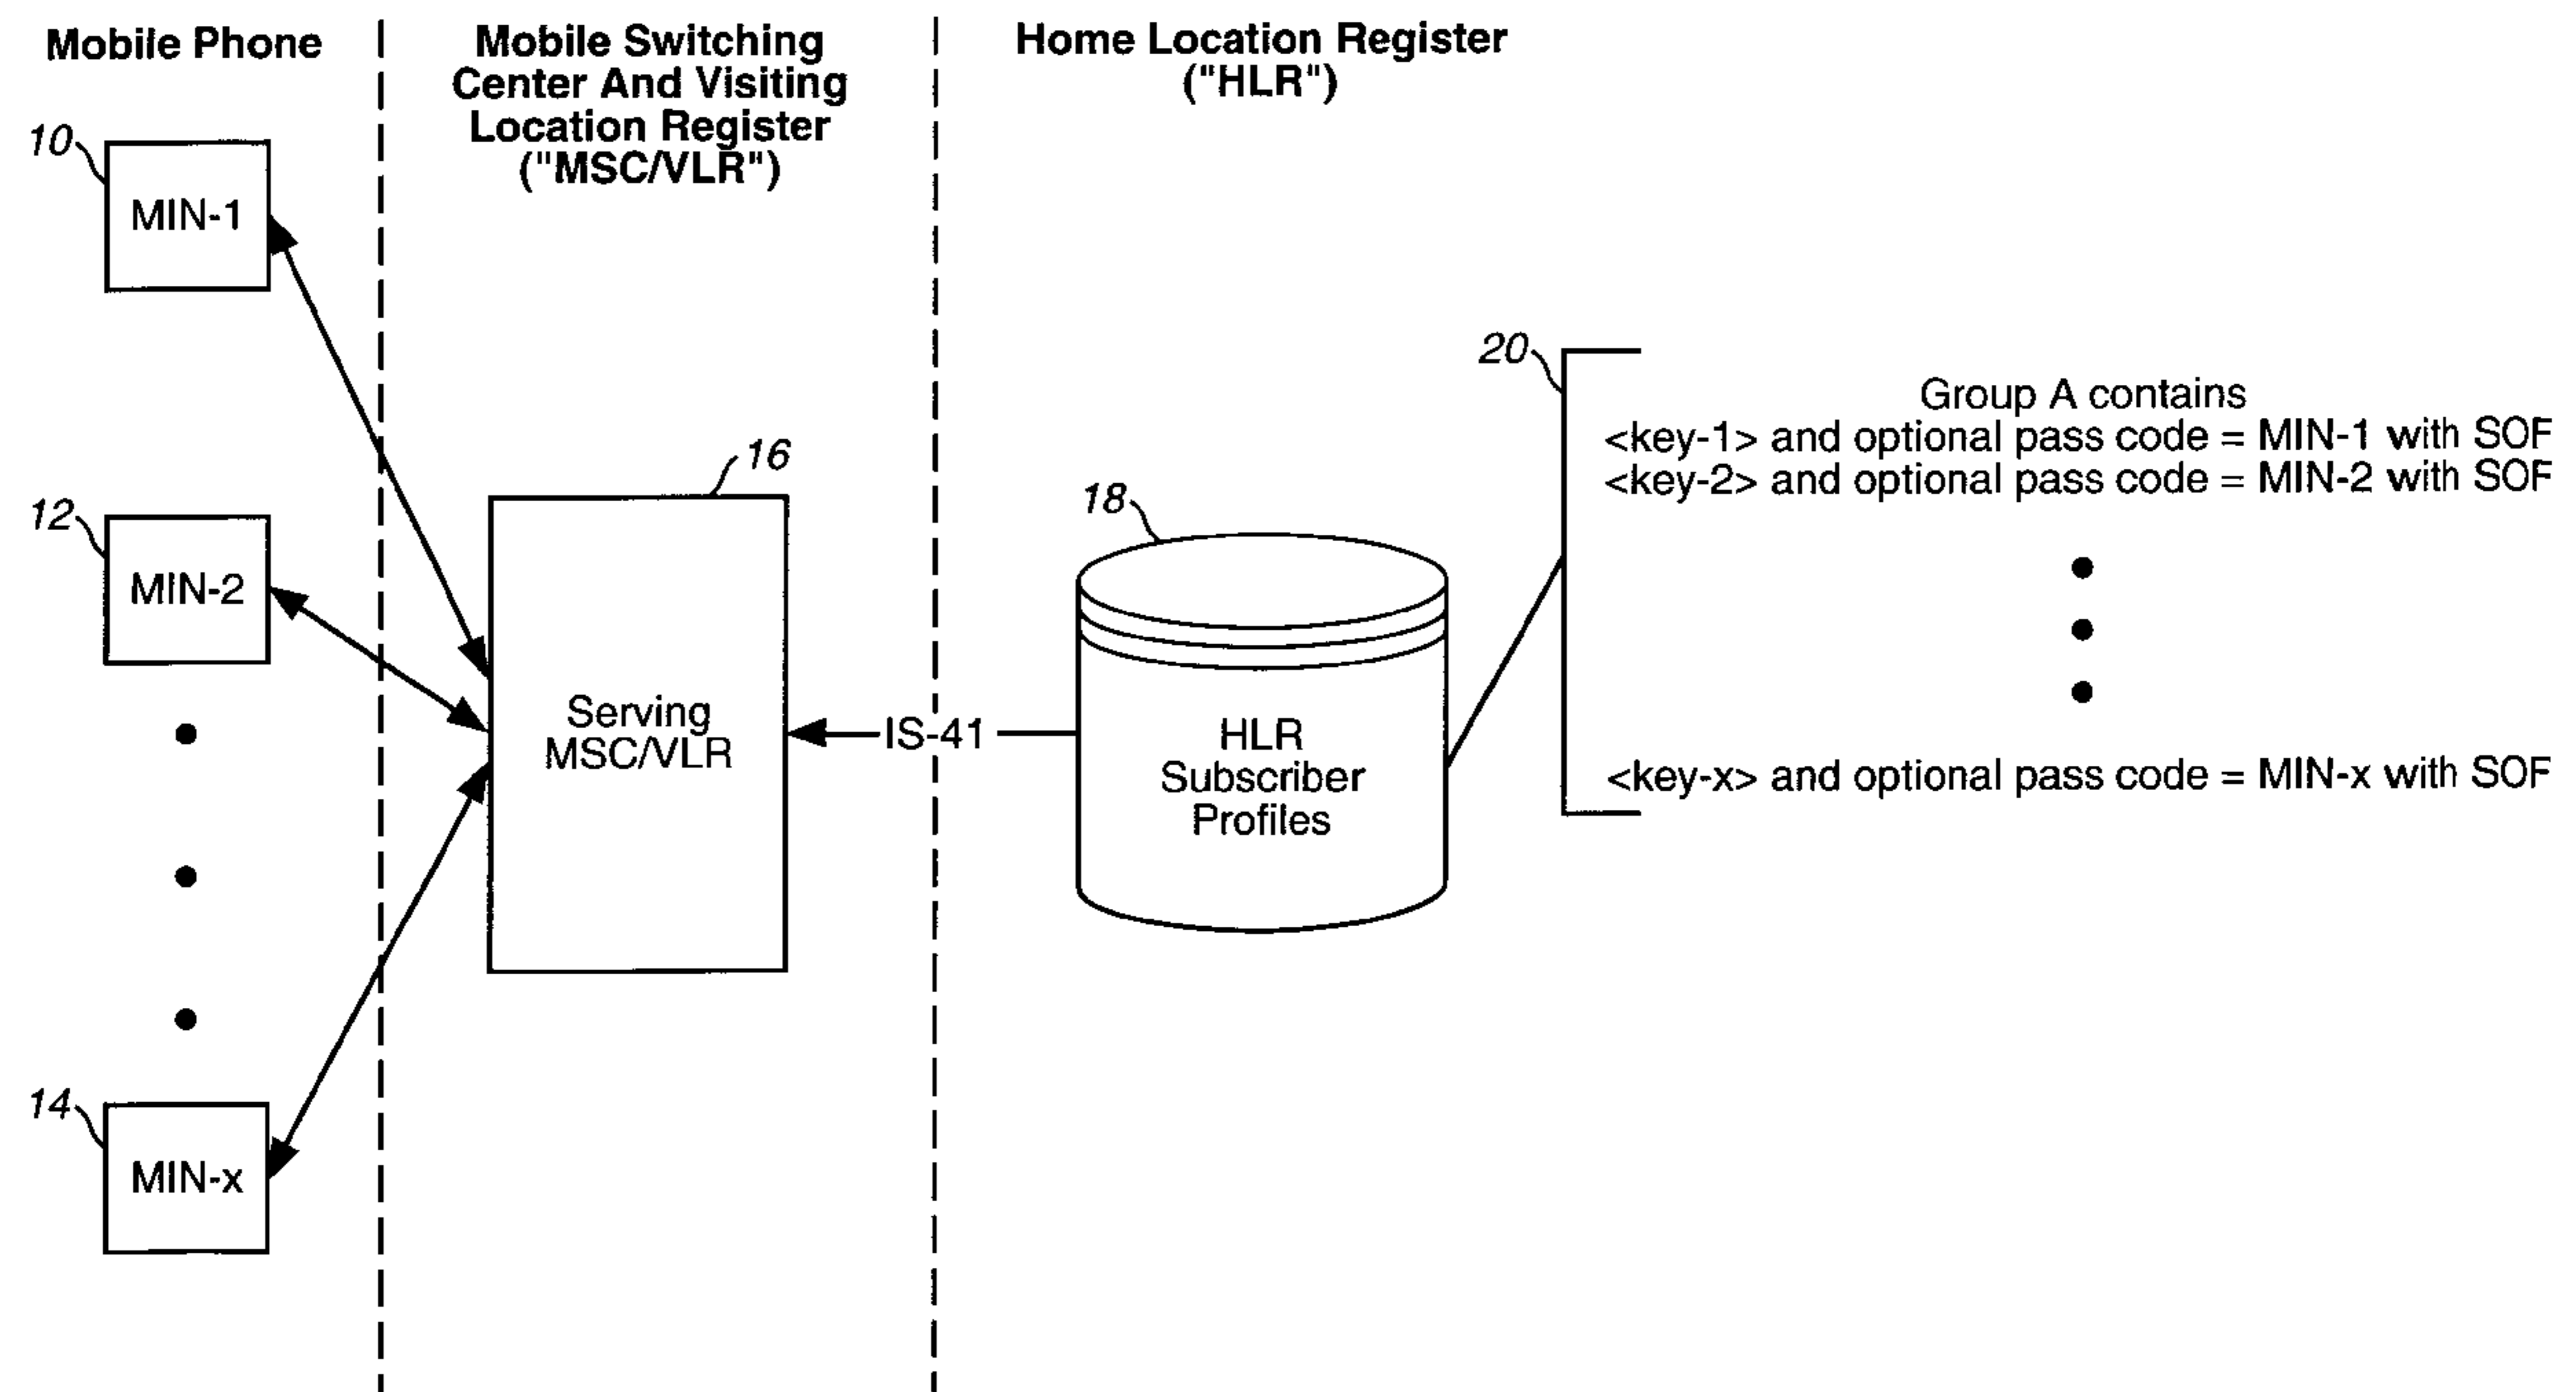 Mobile Phone
Mobile Switching
Center And Visiting
Location Register
("MSC/VLR")
Home Location Register
("HLR")
10
MIN-1
12
MIN-2
14
MIN-x
16
Serving
MSC/VLR
IS-41
18
HLR
Subscriber
Profiles
20
Group A contains
<key-1> and optional pass code = MIN-1 with SOF
<key-2> and optional pass code = MIN-2 with SOF
<key-x> and optional pass code = MIN-x with SOF